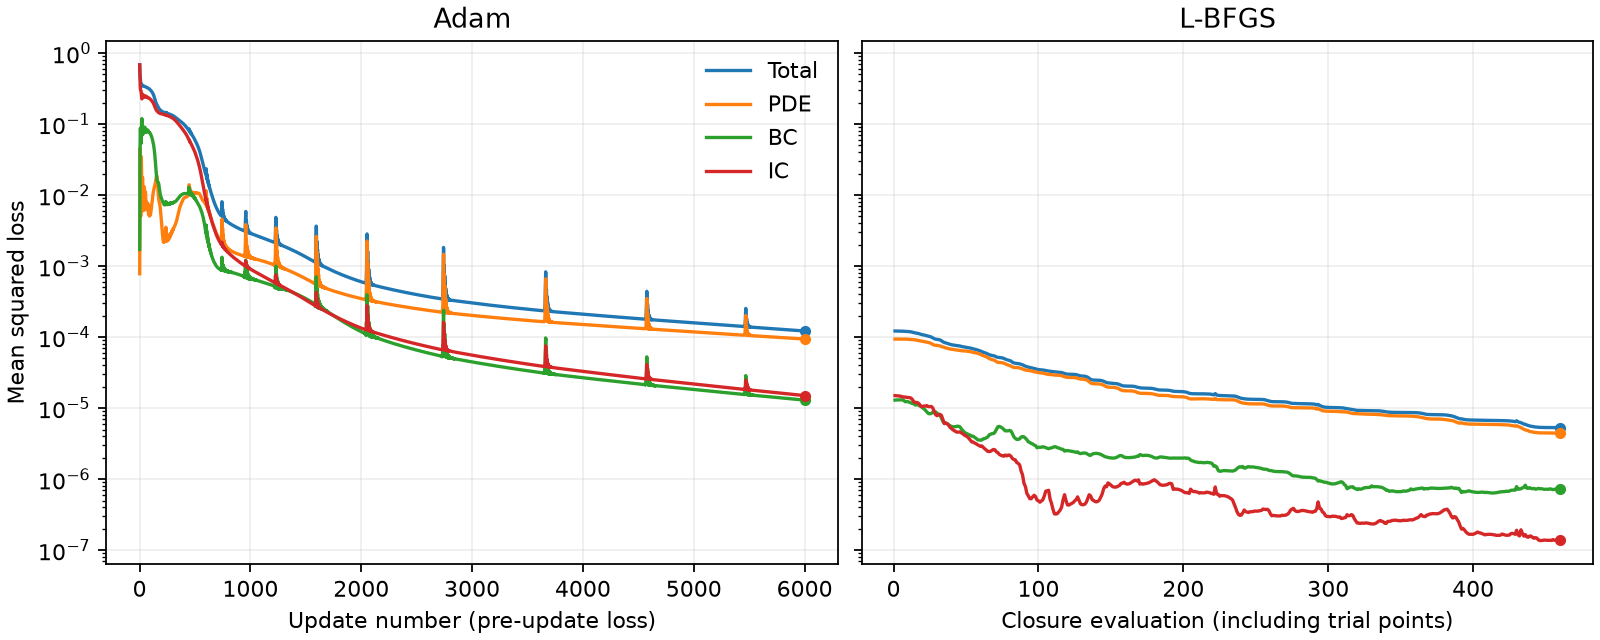 Adam
L-BFGS
Mean squared loss
10⁰
10⁻¹
10⁻²
10⁻³
10⁻⁴
10⁻⁵
10⁻⁶
10⁻⁷
Total
PDE
BC
IC
0 1000 2000 3000 4000 5000 6000
0 100 200 300 400
Update number (pre-update loss)
Closure evaluation (including trial points)